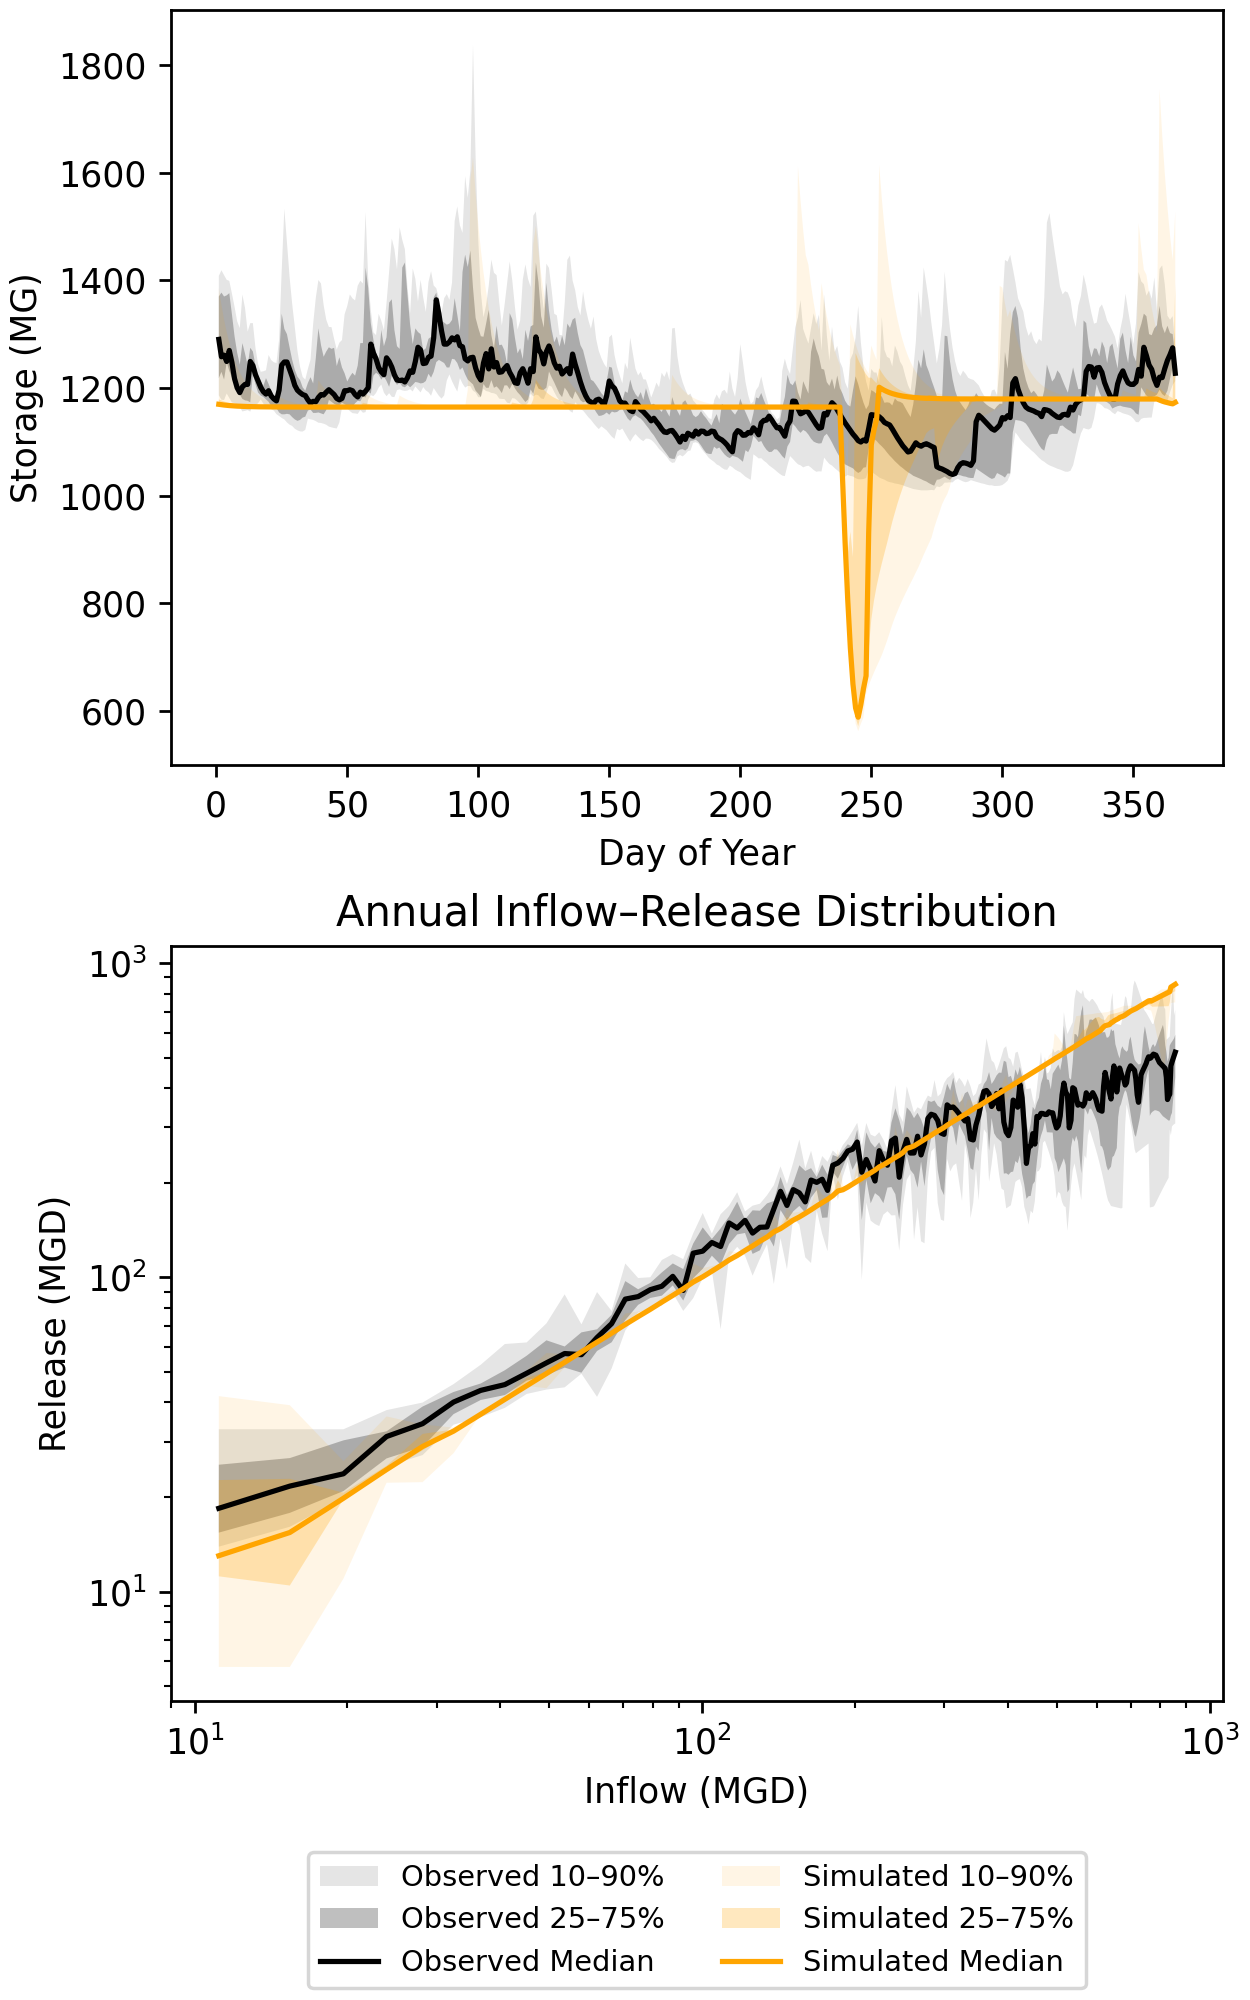 1800
1600
1400
1200
1000
800
600
Storage (MG)
0 50 100 150 200 250 300 350
Day of Year
Annual Inflow–Release Distribution
10³
10²
10¹
Release (MGD)
10¹ 10² 10³
Inflow (MGD)
Observed 10–90% Simulated 10–90%
Observed 25–75% Simulated 25–75%
Observed Median Simulated Median